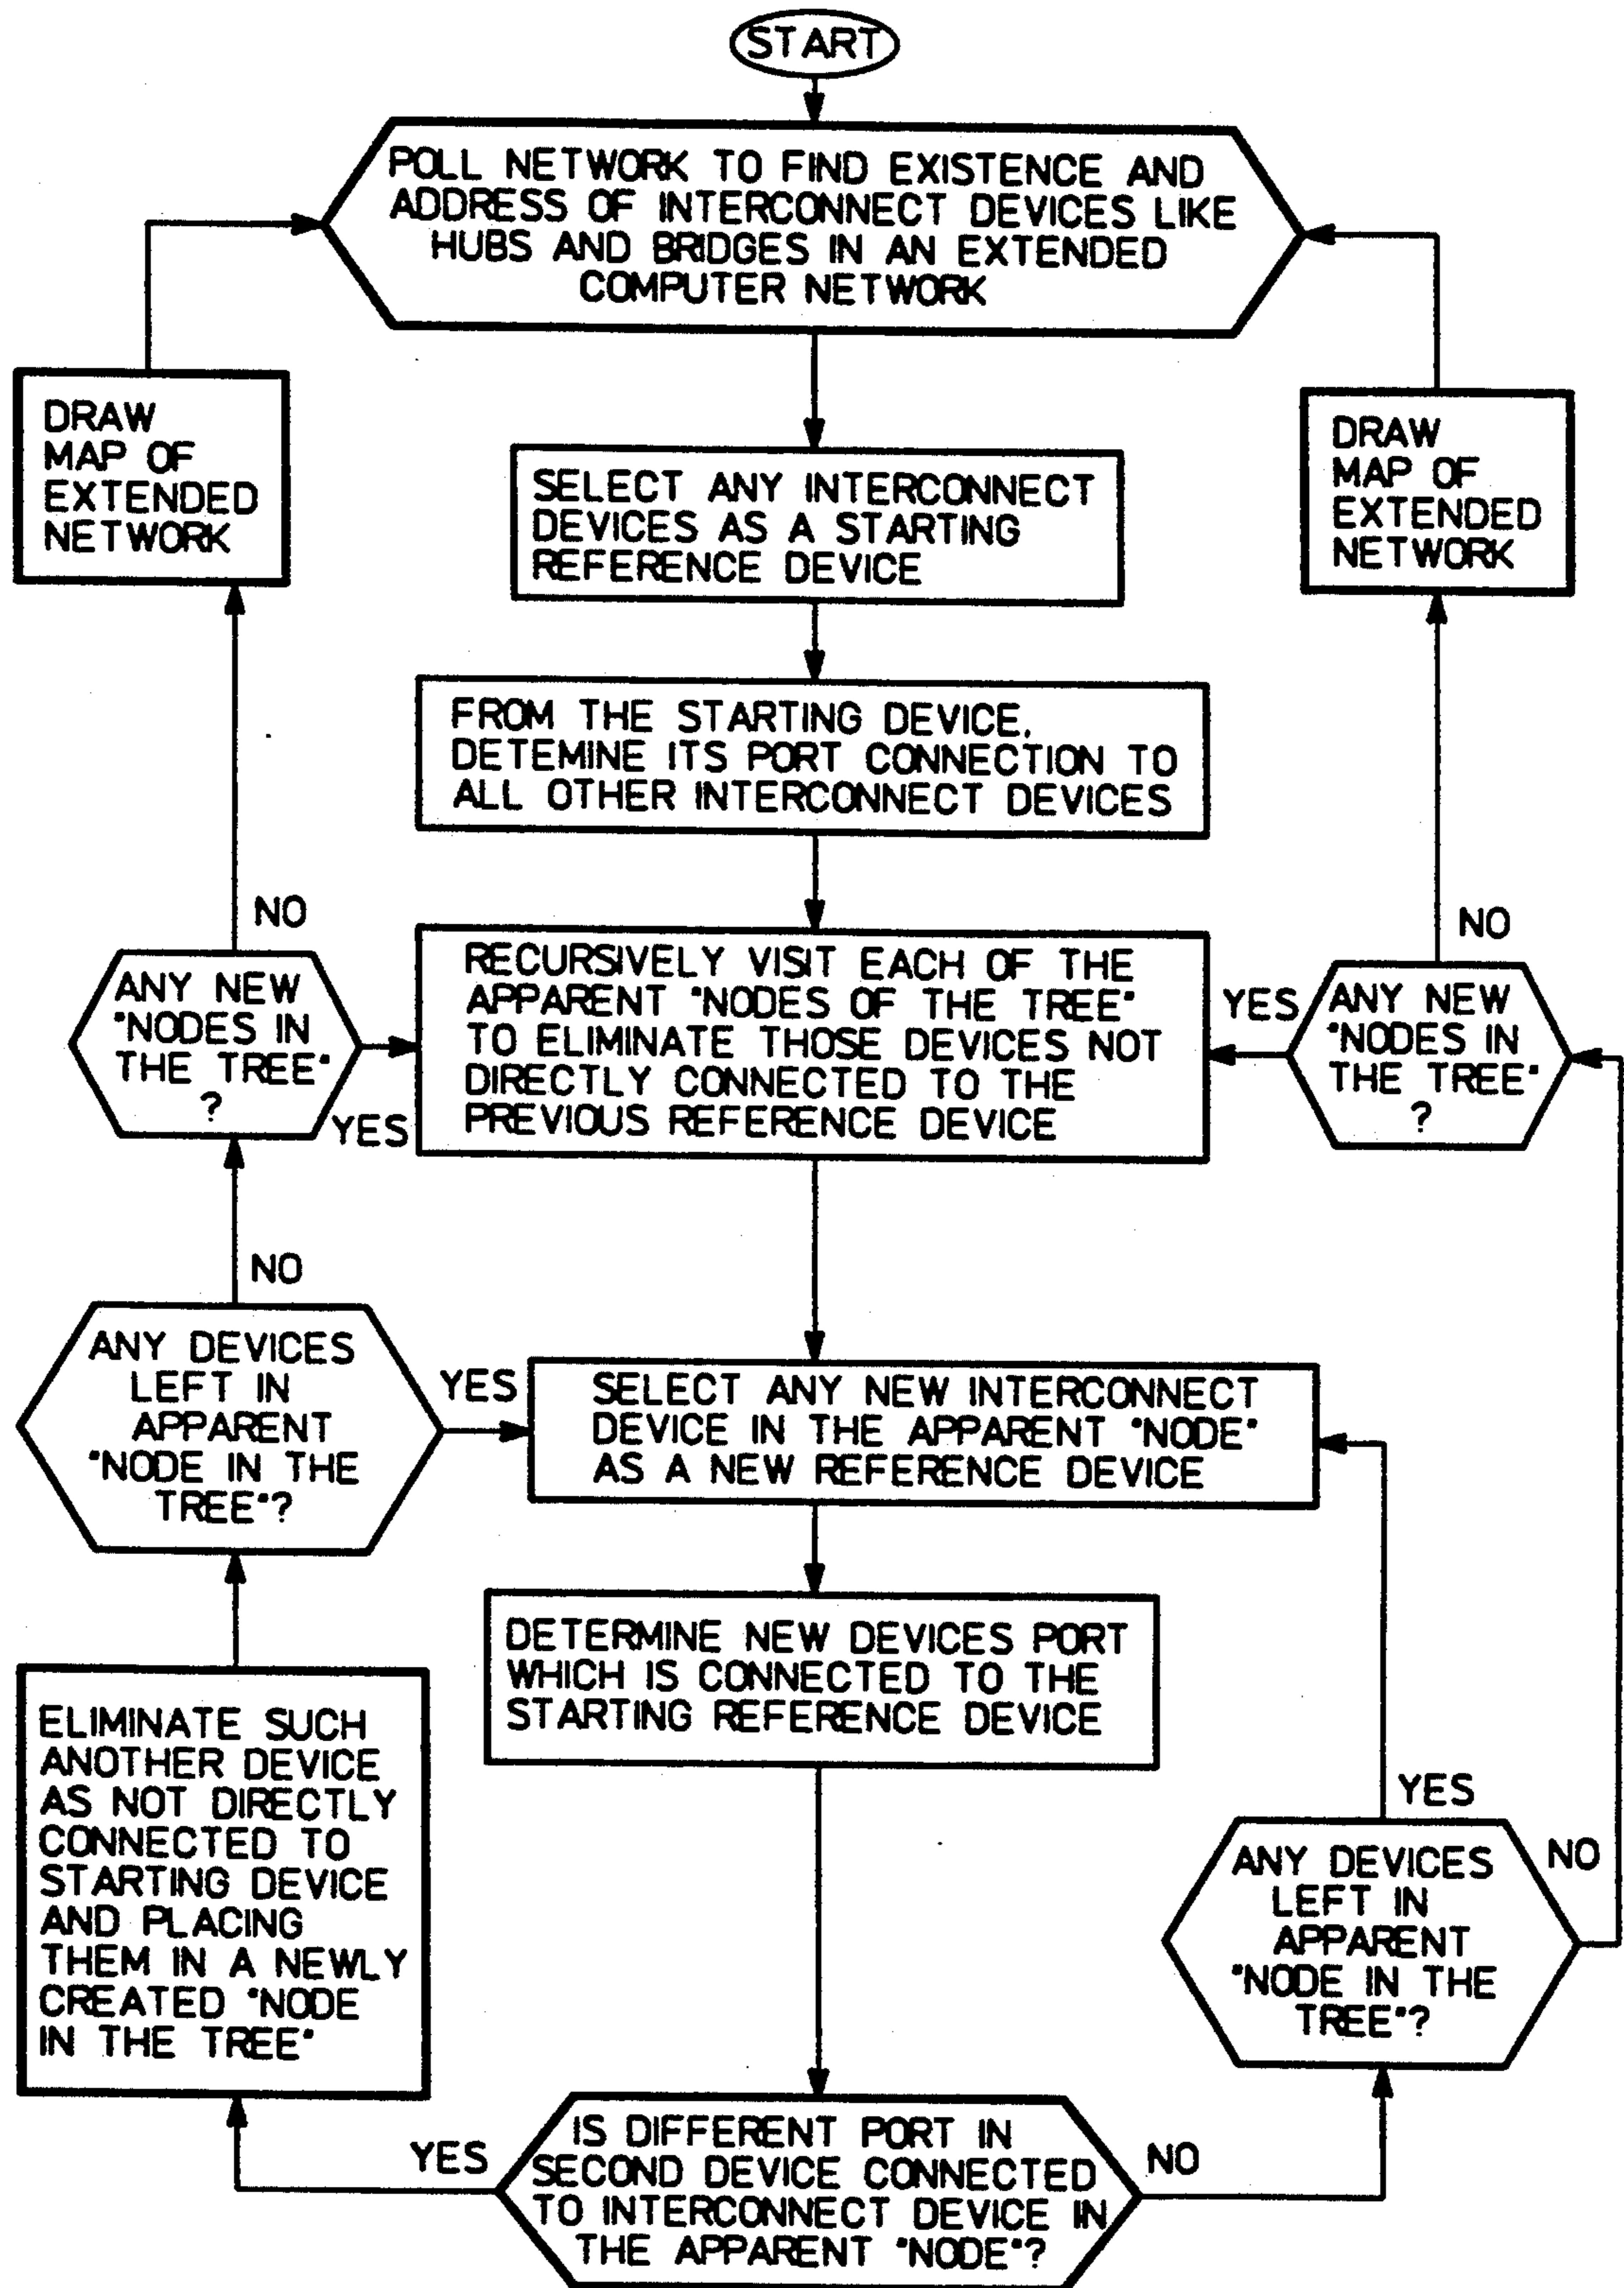 START
POLL NETWORK TO FIND EXISTENCE AND
ADDRESS OF INTERCONNECT DEVICES LIKE
HUBS AND BRIDGES IN AN EXTENDED
COMPUTER NETWORK
DRAW
MAP OF
EXTENDED
NETWORK
SELECT ANY INTERCONNECT
DEVICES AS A STARTING
REFERENCE DEVICE
DRAW
MAP OF
EXTENDED
NETWORK
FROM THE STARTING DEVICE,
DETEMINE ITS PORT CONNECTION TO
ALL OTHER INTERCONNECT DEVICES
NO
NO
ANY NEW
"NODES IN
THE TREE"
?
YES
RECURSIVELY VISIT EACH OF THE
APPARENT "NODES OF THE TREE"
TO ELIMINATE THOSE DEVICES NOT
DIRECTLY CONNECTED TO THE
PREVIOUS REFERENCE DEVICE
YES
ANY NEW
"NODES IN
THE TREE"
?
NO
ANY DEVICES
LEFT IN
APPARENT
"NODE IN THE
TREE"?
YES
SELECT ANY NEW INTERCONNECT
DEVICE IN THE APPARENT "NODE"
AS A NEW REFERENCE DEVICE
DETERMINE NEW DEVICES PORT
WHICH IS CONNECTED TO THE
STARTING REFERENCE DEVICE
ELIMINATE SUCH
ANOTHER DEVICE
AS NOT DIRECTLY
CONNECTED TO
STARTING DEVICE
AND PLACING
THEM IN A NEWLY
CREATED "NODE
IN THE TREE"
YES
ANY DEVICES
LEFT IN
APPARENT
"NODE IN THE
TREE"?
NO
YES
IS DIFFERENT PORT IN
SECOND DEVICE CONNECTED
TO INTERCONNECT DEVICE IN
THE APPARENT "NODE"?
NO